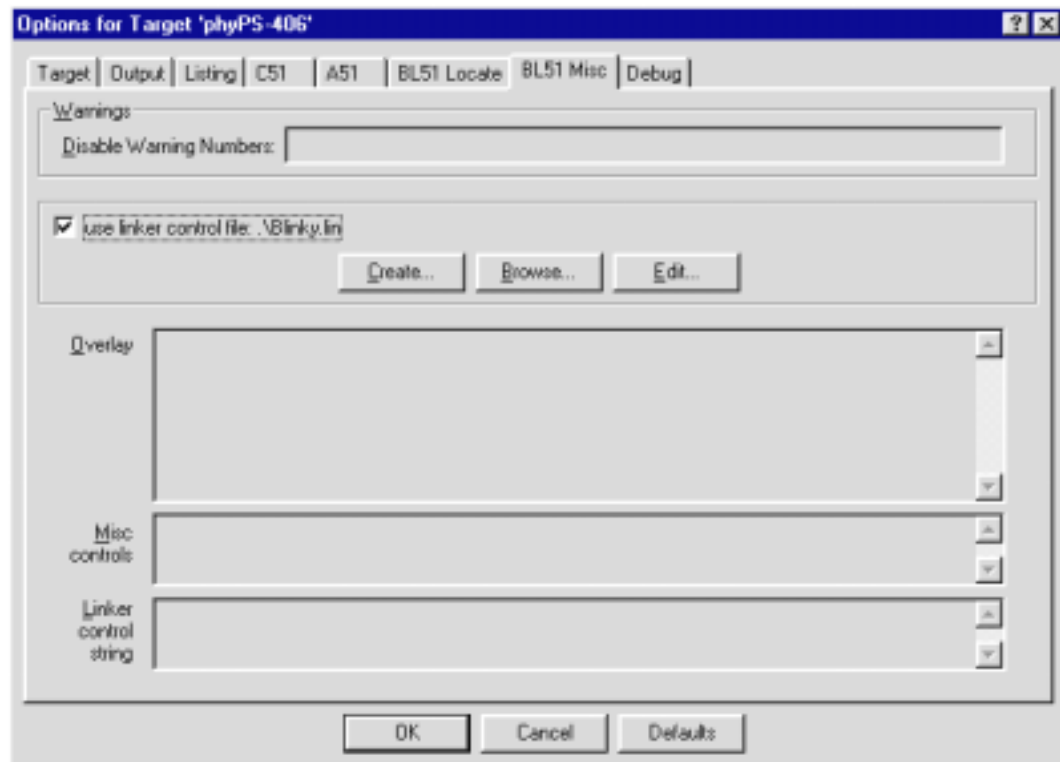 Options for Target 'phyPS-406'
Target Output Listing C51 A51 BL51 Locate BL51 Misc Debug
Warnings
Disable Warning Numbers:
use linker control file: .\Blinky.lin
Create... Browse... Edit...
Overlay
Misc
controls
Linker
control
string
OK Cancel Defaults